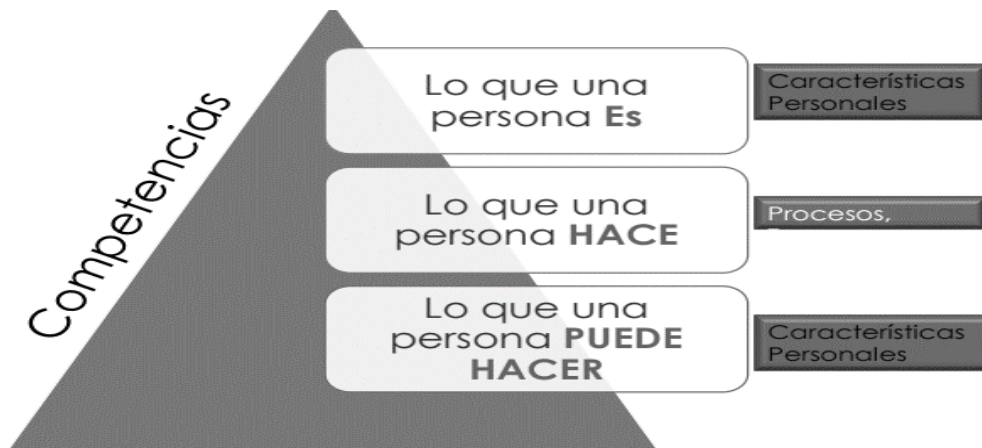 Competencias
Lo que una
persona Es
Características
Personales
Lo que una
persona HACE
Procesos,
Lo que una
persona PUEDE
HACER
Características
Personales